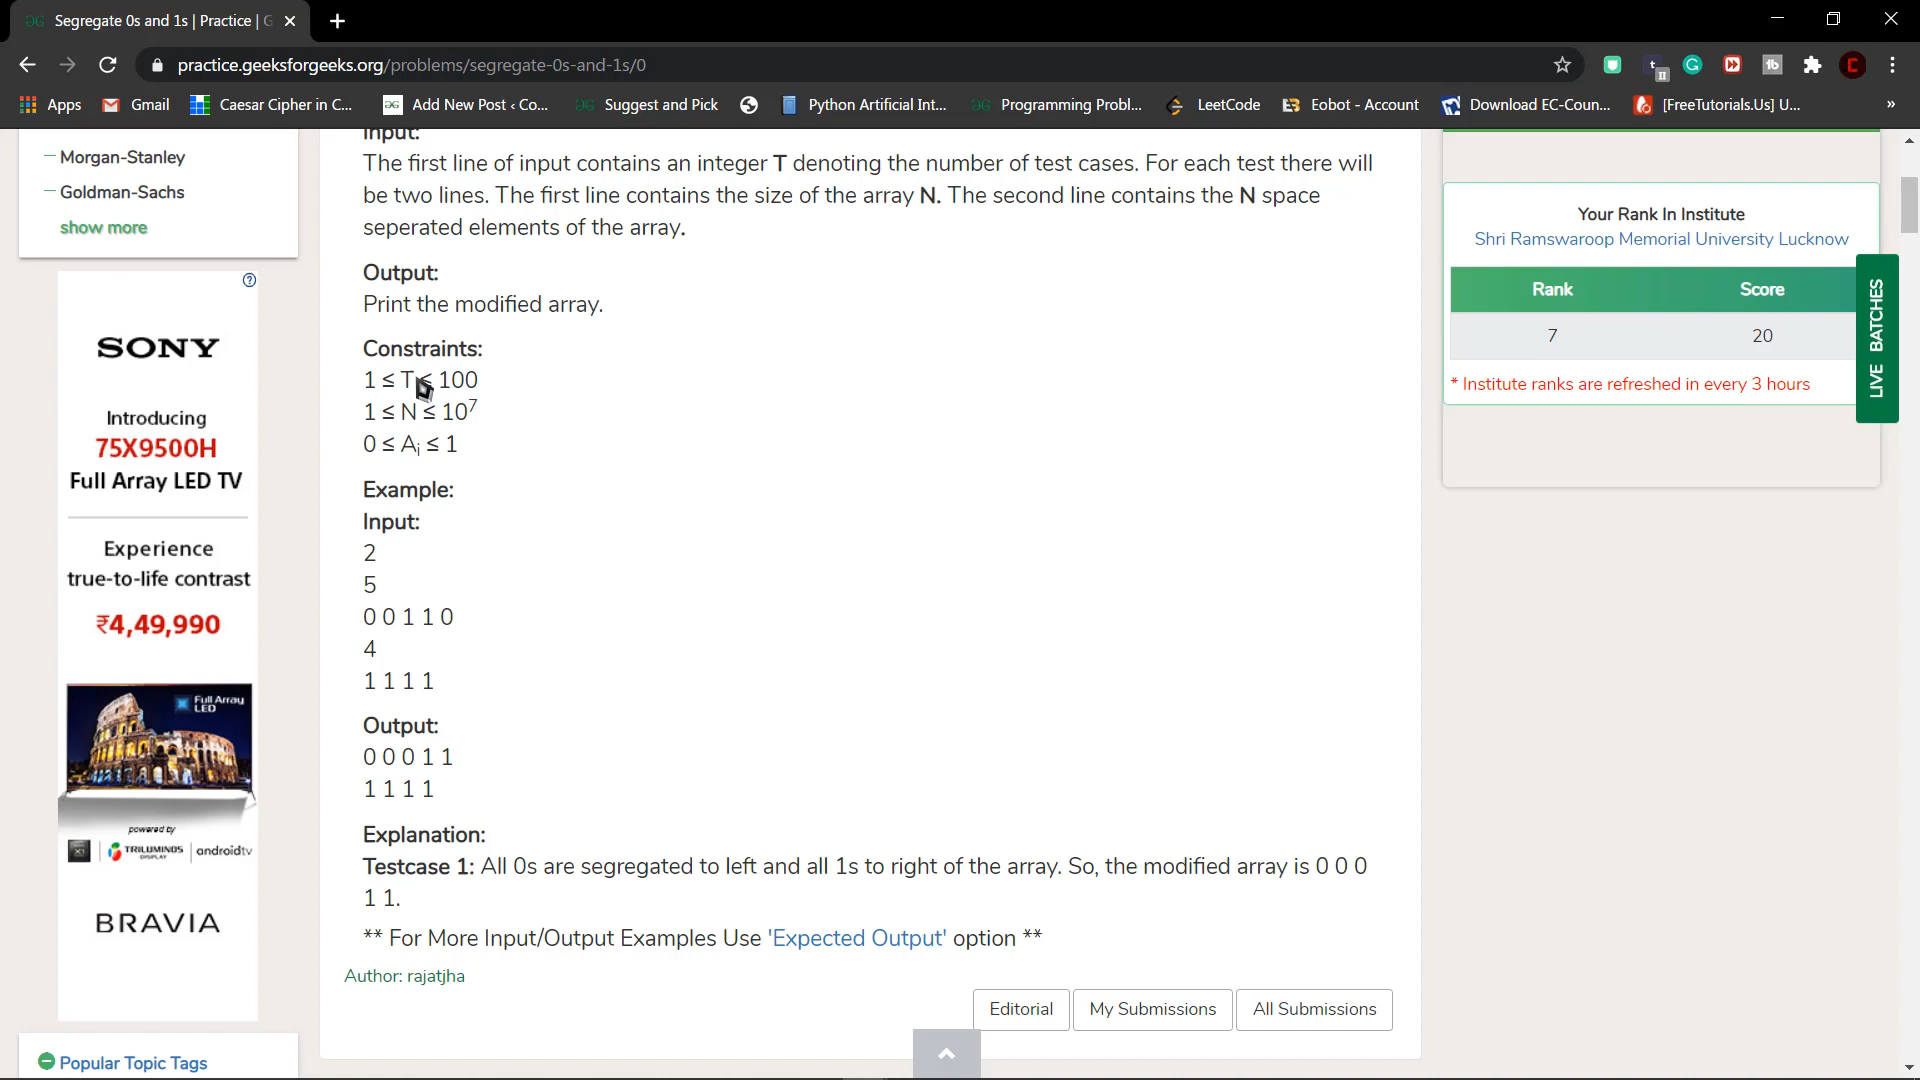 Segregate 0s and 1s | Practice | G
practice.geeksforgeeks.org/problems/segregate-0s-and-1s/0
Apps Gmail Caesar Cipher in C... Add New Post ‹ Co... Suggest and Pick Python Artificial Int... Programming Probl... LeetCode Eobot - Account Download EC-Coun... [FreeTutorials.Us] U... »
Morgan-Stanley
Goldman-Sachs
show more
SONY
Introducing
75X9500H
Full Array LED TV
Experience
true-to-life contrast
₹4,49,990
Full Array
LED
powered by
X1 TRILUMINOS DISPLAY androidtv
BRAVIA
Popular Topic Tags
Input:
The first line of input contains an integer T denoting the number of test cases. For each test there will
be two lines. The first line contains the size of the array N. The second line contains the N space
seperated elements of the array.
Output:
Print the modified array.
Constraints:
1 ≤ T ≤ 100
1 ≤ N ≤ 10⁷
0 ≤ Aᵢ ≤ 1
Example:
Input:
2
5
0 0 1 1 0
4
1 1 1 1
Output:
0 0 0 1 1
1 1 1 1
Explanation:
Testcase 1: All 0s are segregated to left and all 1s to right of the array. So, the modified array is 0 0 0
1 1.
** For More Input/Output Examples Use 'Expected Output' option **
Author: rajatjha
Editorial My Submissions All Submissions
Your Rank In Institute
Shri Ramswaroop Memorial University Lucknow
Rank Score
7 20
* Institute ranks are refreshed in every 3 hours
LIVE BATCHES